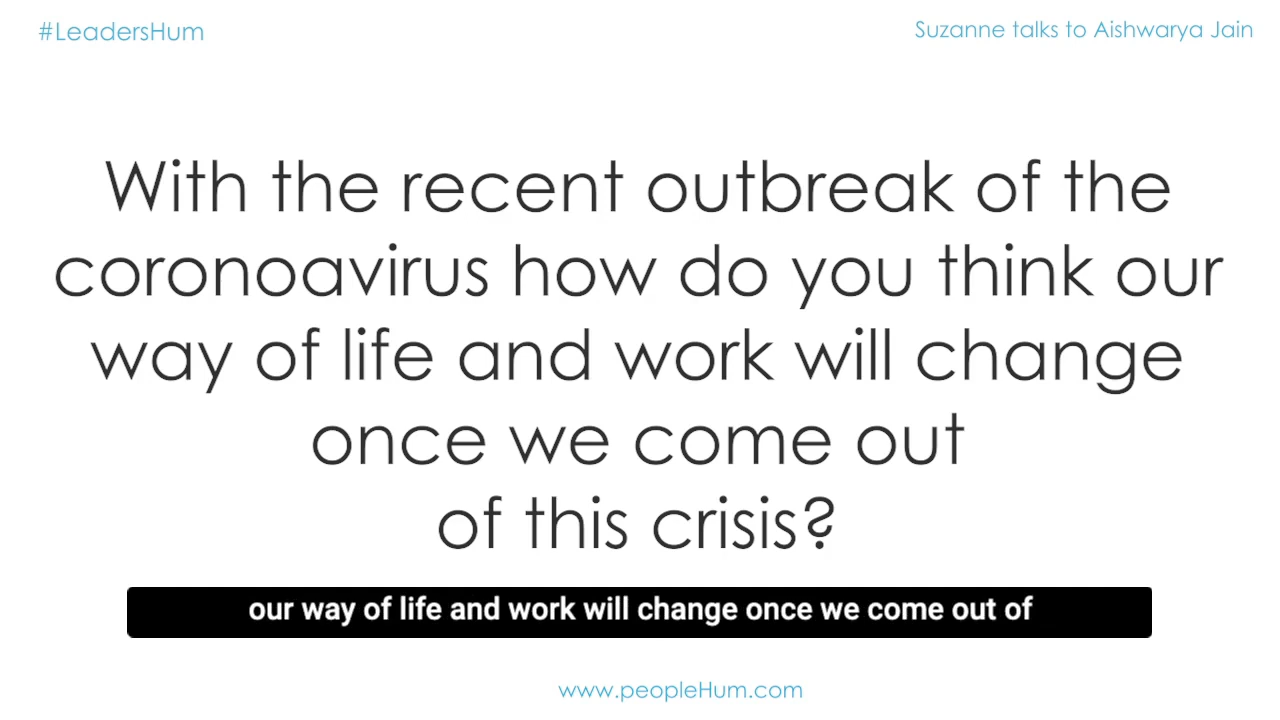 #LeadersHum
Suzanne talks to Aishwarya Jain
With the recent outbreak of the
coronoavirus how do you think our
way of life and work will change
once we come out
of this crisis?
our way of life and work will change once we come out of
www.peopleHum.com